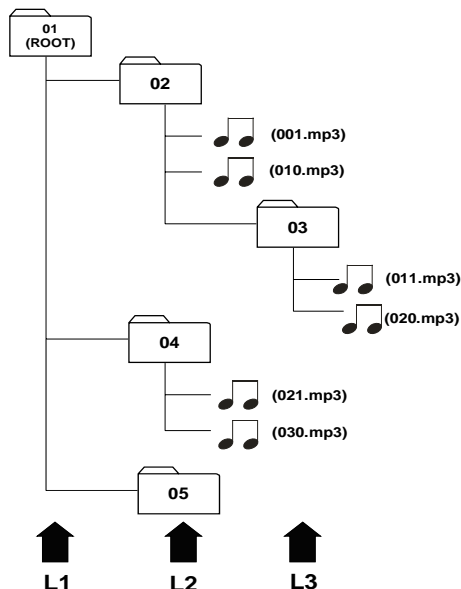 01
(ROOT)
02
(001.mp3)
(010.mp3)
03
(011.mp3)
(020.mp3)
04
(021.mp3)
(030.mp3)
05
L1 L2 L3